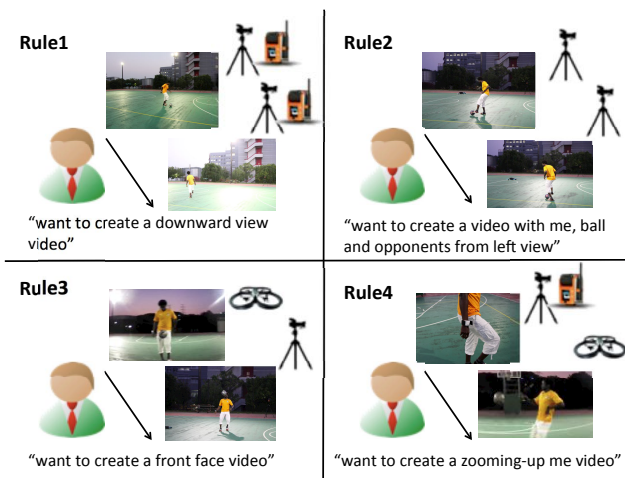 Rule1
"want to create a downward view
video"
Rule2
"want to create a video with me, ball
and opponents from left view"
Rule3
"want to create a front face video"
Rule4
"want to create a zooming-up me video"